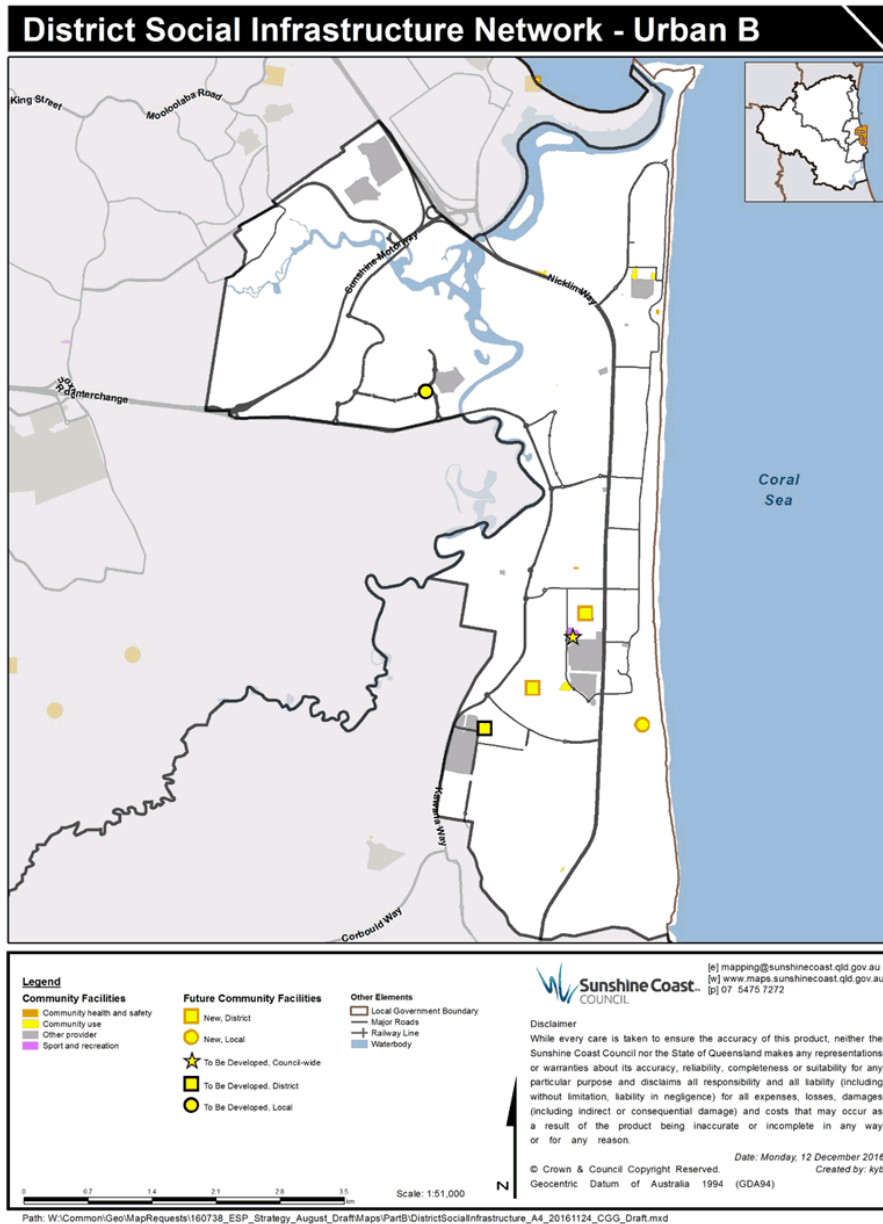 District Social Infrastructure Network - Urban B
King Street
Mooloolaba Road
Sunshine Motorway
Nicklin Way
Interchange
Coral
Sea
Kawana Way
Corbould Way
Legend
Community Facilities
Community health and safety
Community use
Other provider
Sport and recreation
Future Community Facilities
New, District
New, Local
To Be Developed, Council-wide
To Be Developed, District
To Be Developed, Local
Other Elements
Local Government Boundary
Major Roads
Railway Line
Waterbody
0 0.7 1.4 2.1 2.8 3.5
km
Scale: 1:51,000
N
Sunshine Coast
COUNCIL
[e] mapping@sunshinecoast.qld.gov.au
[w] www.maps.sunshinecoast.qld.gov.au
[p] 07 5475 7272
Disclaimer
While every care is taken to ensure the accuracy of this product, neither the
Sunshine Coast Council nor the State of Queensland makes any representations
or warranties about its accuracy, reliability, completeness or suitability for any
particular purpose and disclaims all responsibility and all liability (including
without limitation, liability in negligence) for all expenses, losses, damages
(including indirect or consequential damage) and costs that may occur as
a result of the product being inaccurate or incomplete in any way
or for any reason.
Date: Monday, 12 December 2016
© Crown & Council Copyright Reserved.
Created by: kyb
Geocentric Datum of Australia 1994 (GDA94)
Path: W:\Common\Geo\MapRequests\160738_ESP_Strategy_August_Draft\Maps\PartB\DistrictSocialInfrastructure_A4_20161124_CGG_Draft.mxd